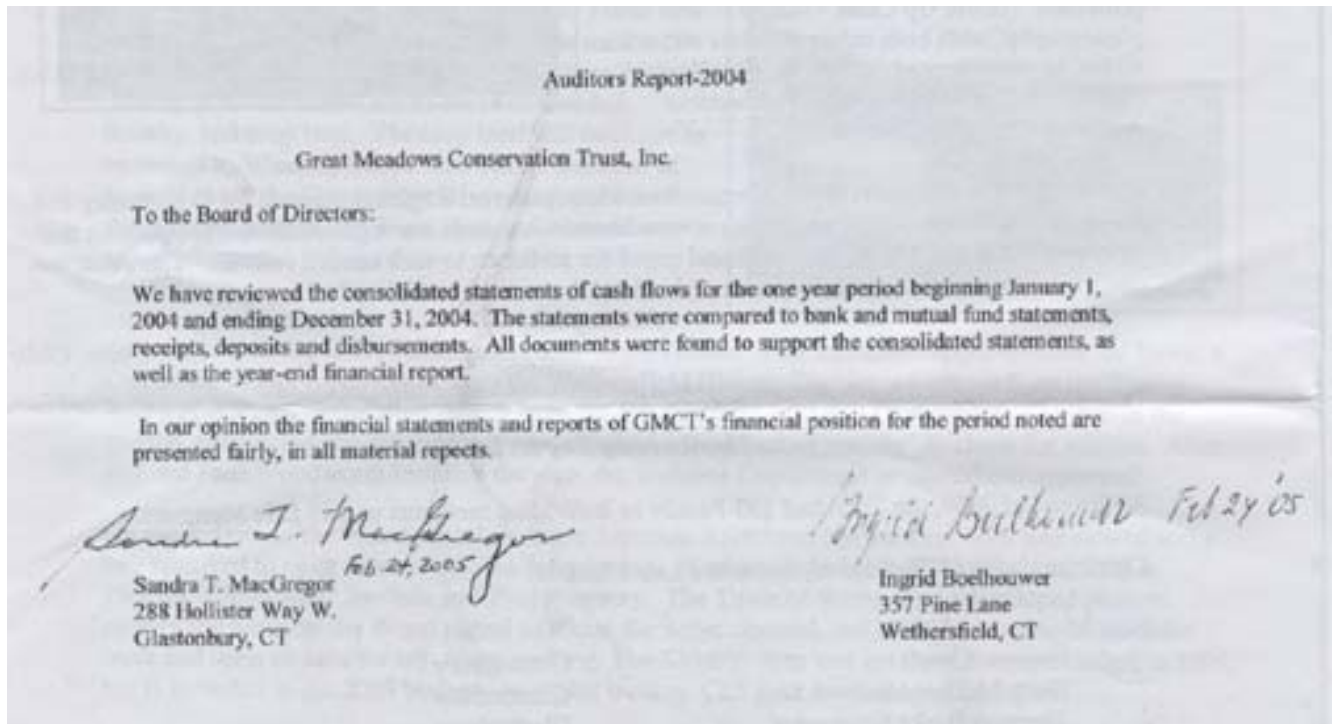 Auditors Report-2004
Great Meadows Conservation Trust, Inc.
To the Board of Directors:
We have reviewed the consolidated statements of cash flows for the one year period beginning January 1,
2004 and ending December 31, 2004. The statements were compared to bank and mutual fund statements,
receipts, deposits and disbursements. All documents were found to support the consolidated statements, as
well as the year-end financial report.
In our opinion the financial statements and reports of GMCT's financial position for the period noted are
presented fairly, in all material repects.
Sandra T. MacGregor
Feb. 24, 2005
Ingrid Boelhouwer Feb 24 '05
Sandra T. MacGregor
288 Hollister Way W.
Glastonbury, CT
Ingrid Boelhouwer
357 Pine Lane
Wethersfield, CT